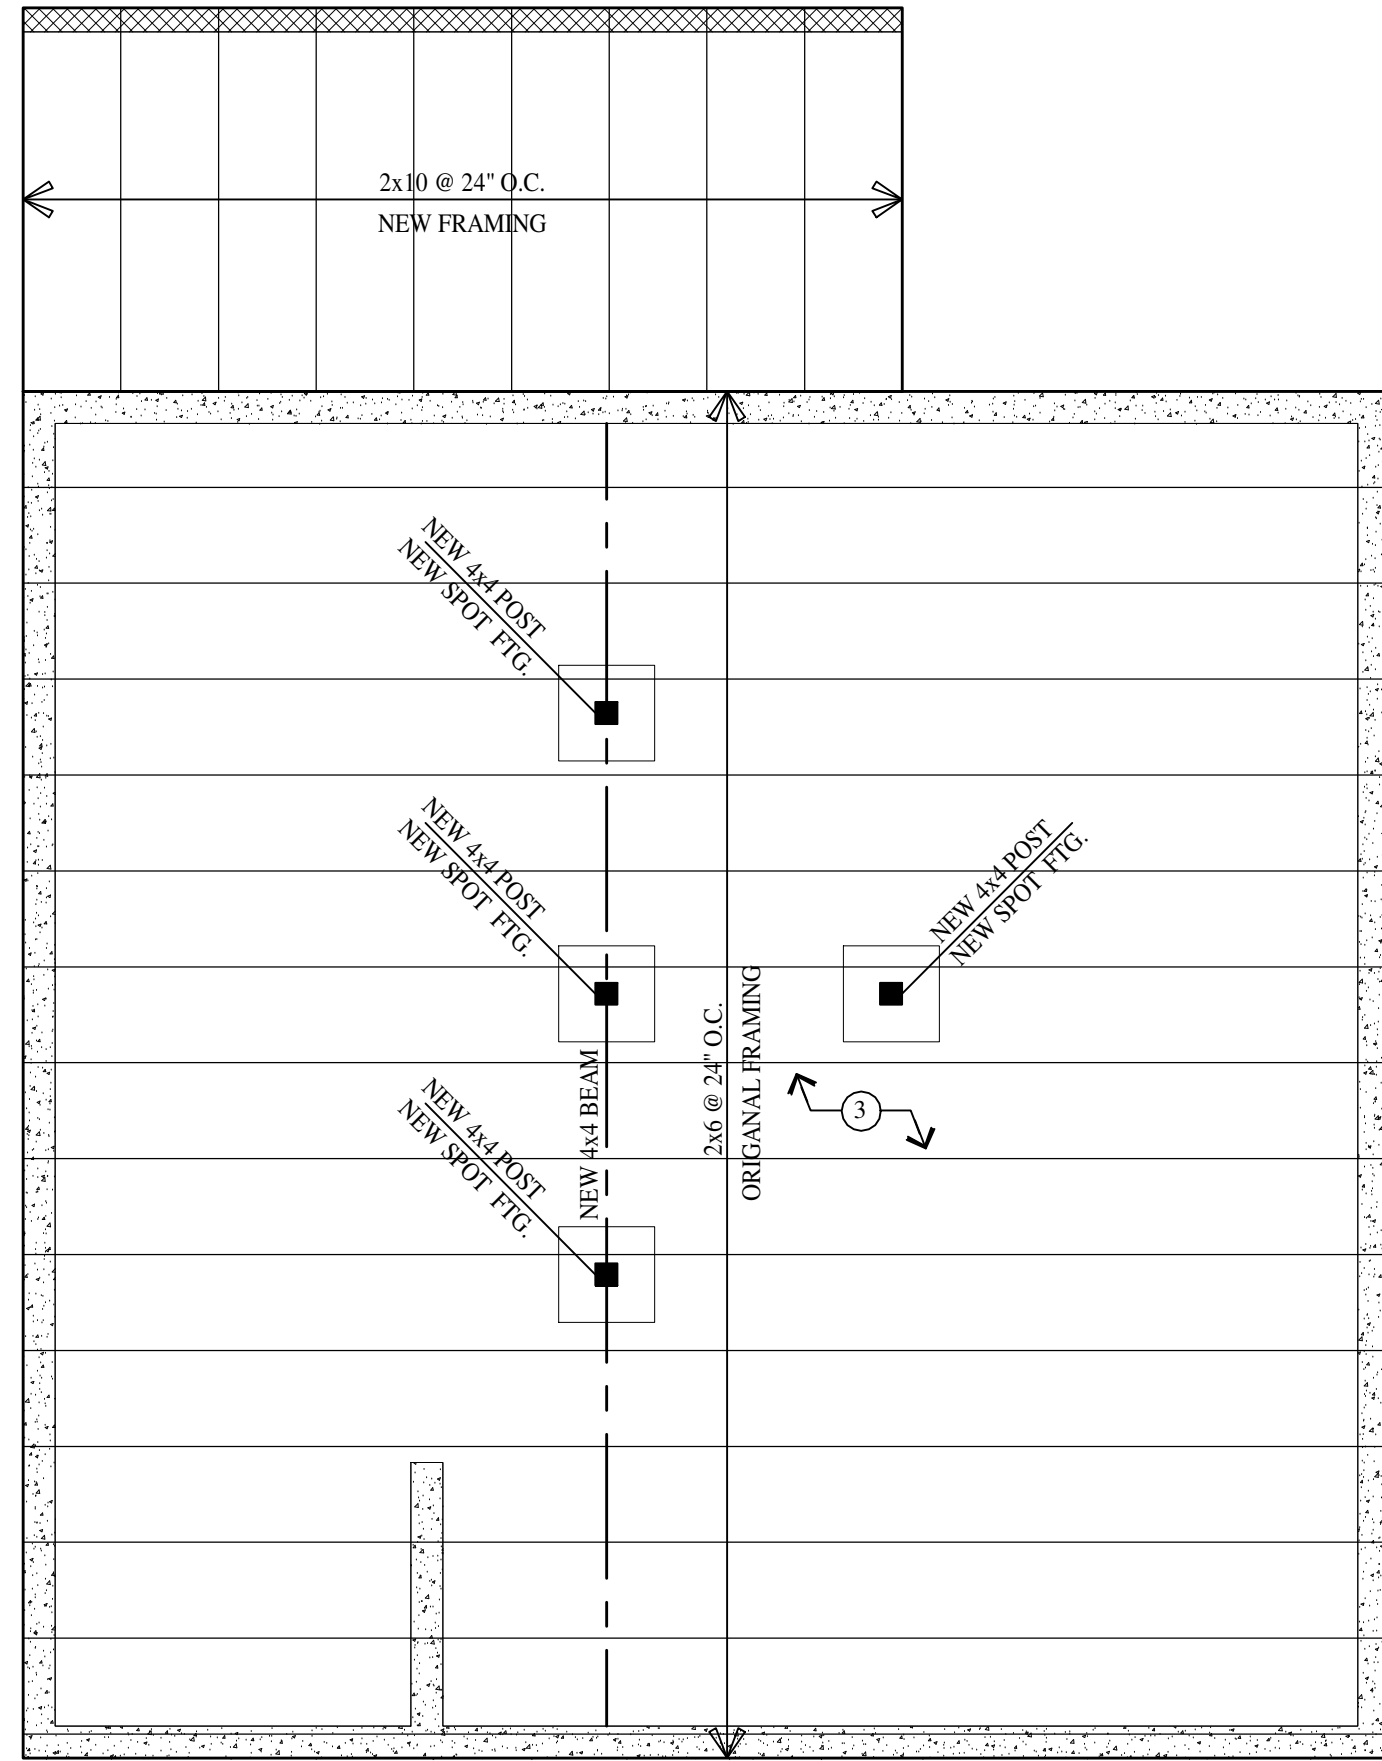 2x10 @ 24" O.C.
NEW FRAMING
NEW 4x4 POST
NEW SPOT FTG.
NEW 4x4 POST
NEW SPOT FTG.
NEW 4x4 POST
NEW SPOT FTG.
NEW 4x4 BEAM
2x6 @ 24" O.C.
ORIGANAL FRAMING
3
NEW 4x4 POST
NEW SPOT FTG.